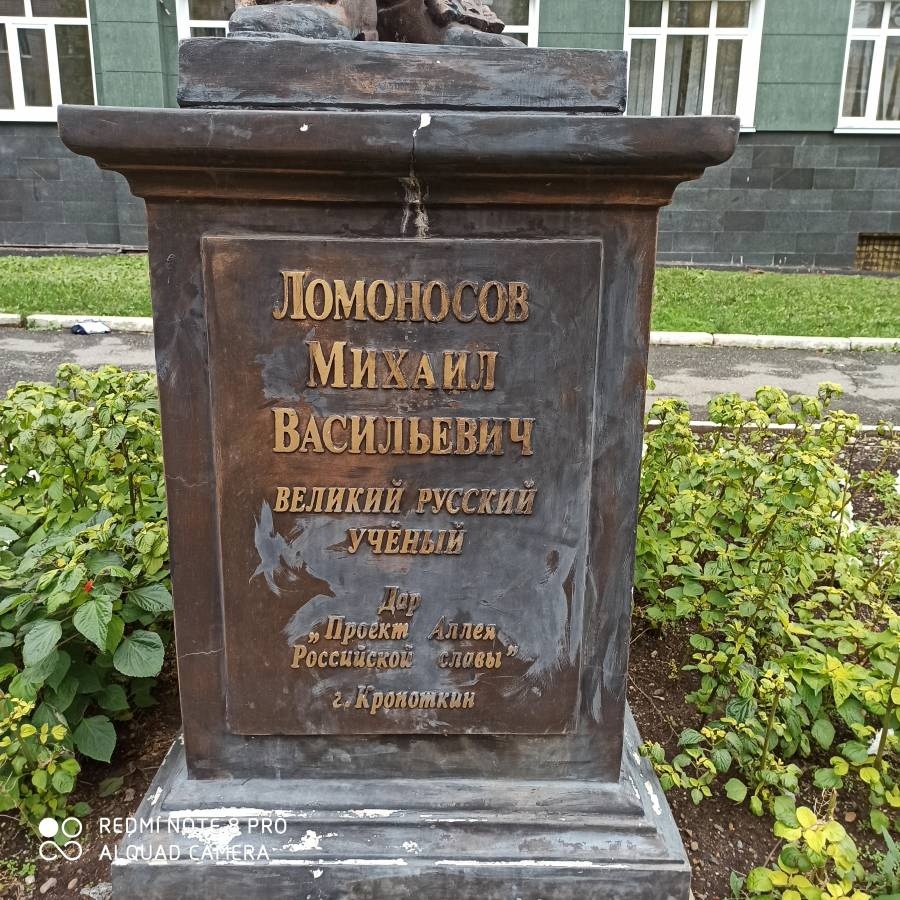 Ломоносов
Михаил
Васильевич
великий русский
учёный
Дар
„Проект Аллея
Российской славы”
г. Кропоткин
REDMI NOTE 8 PRO
AI QUAD CAMERA